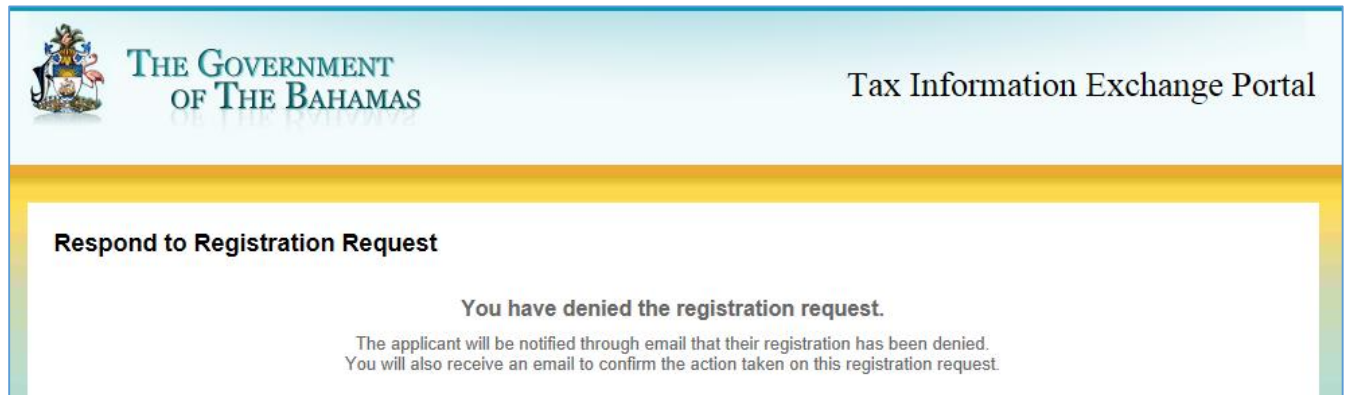 THE GOVERNMENT
OF THE BAHAMAS
Tax Information Exchange Portal
Respond to Registration Request
You have denied the registration request.
The applicant will be notified through email that their registration has been denied.
You will also receive an email to confirm the action taken on this registration request.